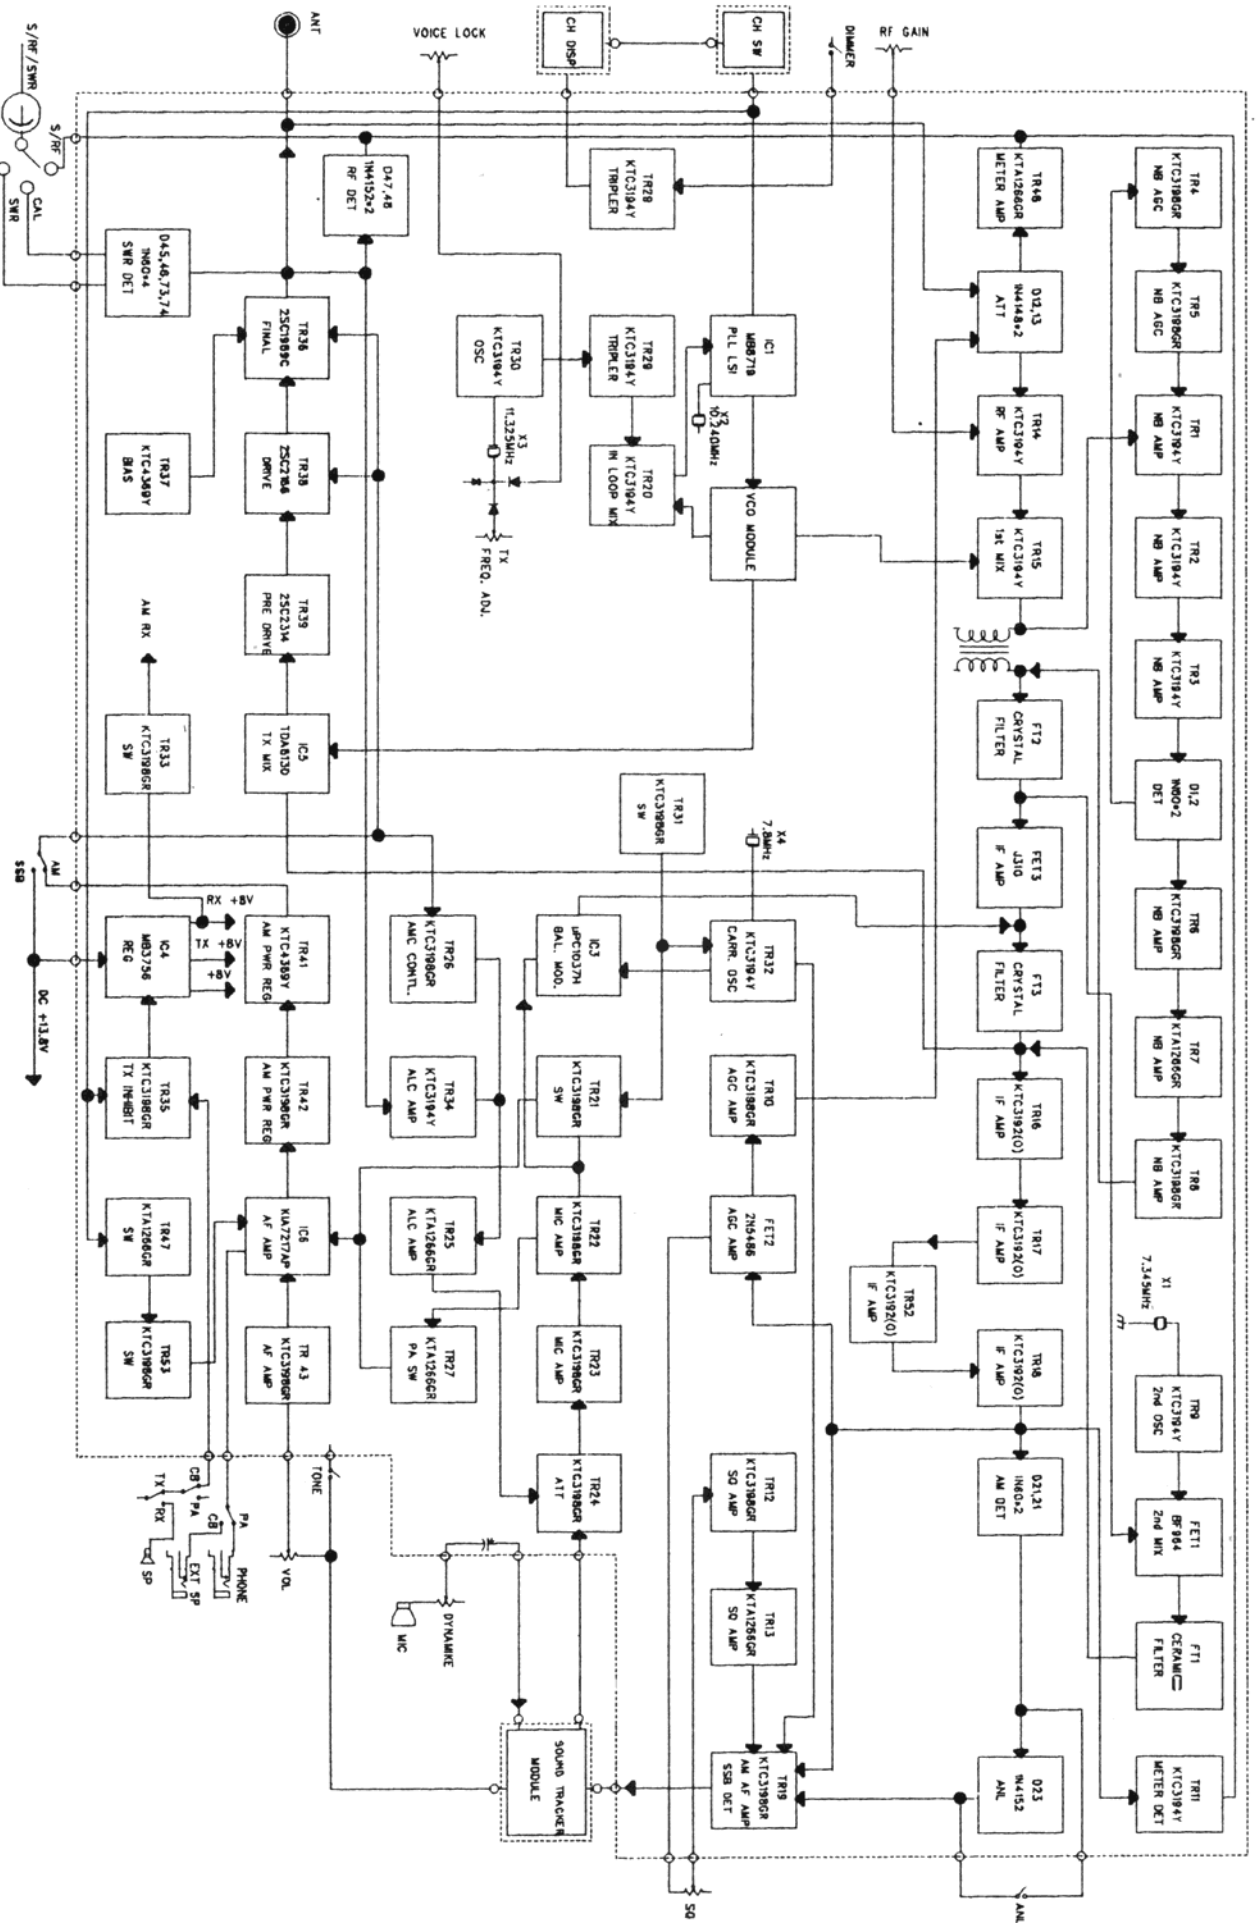 RF GAIN
DIMMER
CH SW
CH DISP
VOICE LOCK
ANT
S/RF/SWR
S/RF
CAL
SWR
TR4
KTC3198GR
NB AGC
TR5
KTC3198GR
NB AGC
TR1
KTC3194Y
NB AMP
TR2
KTC3194Y
NB AMP
TR3
KTC3194Y
NB AMP
D1,2
1N60*2
DET
TR6
KTC3198GR
NB AMP
TR7
KTA1266GR
NB AMP
TR8
KTC3198GR
NB AMP
X1
7.345MHz
TR9
KTC3194Y
2nd OSC
FET1
BF964
2nd MIX
FT1
CERAMIC
FILTER
TR11
KTC3194Y
METER DET
TR46
KTA1266GR
METER AMP
D12,13
1N4148*2
ATT
TR14
KTC3194Y
RF AMP
TR15
KTC3194Y
1st MIX
FT2
CRYSTAL
FILTER
FET3
J310
IF AMP
FT3
CRYSTAL
FILTER
TR16
KTC3192(O)
IF AMP
TR17
KTC3192(O)
IF AMP
TR52
KTC3192(O)
IF AMP
TR18
KTC3192(O)
IF AMP
D21,21
1N60*2
AM DET
D23
1N4152
ANL
ANL
IC1
MB8719
PLL LSI
X2
10.240MHz
VCO MODULE
X4
7.8MHz
TR32
KTC3194Y
CARR. OSC
TR10
KTC3198GR
AGC AMP
FET2
2N5486
AGC AMP
TR12
KTC3198GR
SQ AMP
TR13
KTA1266GR
SQ AMP
TR19
KTC3198GR
AM AF AMP
SSB DET
SQ
TR29
KTC3194Y
TRIPLER
TR29
KTC3194Y
TRIPLER
TR20
KTC3194Y
IN LOOP MIX
TR31
KTC3198GR
SW
TR30
KTC3194Y
OSC
X3
11.325MHz
TX
FREQ. ADJ.
IC3
µPC1037H
BAL. MOD.
TR21
KTC3198GR
SW
TR22
KTC3198GR
MIC AMP
TR23
KTC3198GR
MIC AMP
TR24
KTC3198GR
ATT
SOUND TRACKER
MODULE
D47,48
1N4152*2
RF DET
TR26
KTC3198GR
AMC CONTL.
TR34
KTC3194Y
ALC AMP
TR25
KTA1266GR
ALC AMP
TR27
KTA1266GR
PA SW
DYNAMIKE
MIC
TR36
2SC1969C
FINAL
TR38
2SC2166
DRIVE
TR39
2SC2314
PRE DRIVE
IC5
TDA6130
TX MIX
TR41
KTC4369Y
AM PWR REG
TR42
KTC3198GR
AM PWR REG
IC6
KIA7217AP
AF AMP
TR 43
KTC3198GR
AF AMP
TONE
VOL
D45,46,73,74
1N60*4
SWR DET
TR37
KTC4369Y
BIAS
AM RX
TR33
KTC3198GR
SW
RX +8V
TX +8V
+8V
IC4
MB3756
REG
TR35
KTC3198GR
TX INHIBIT
TR47
KTA1266GR
SW
TR53
KTC3198GR
SW
AM
SSB
DC +13.8V
CB
PA
TX
RX
PA
CB
PHONE
EXT SP
SP